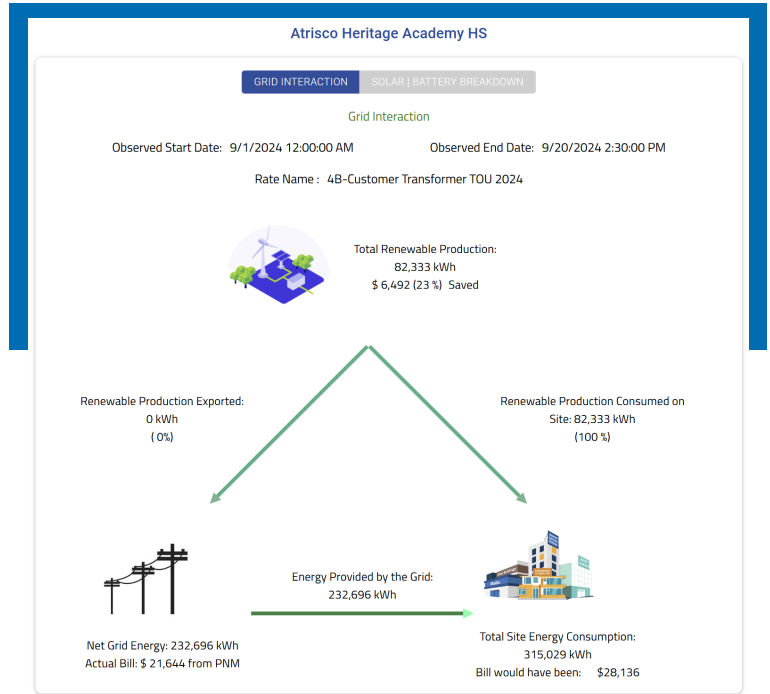 Atrisco Heritage Academy HS
GRID INTERACTION
SOLAR | BATTERY BREAKDOWN
Grid Interaction
Observed Start Date: 9/1/2024 12:00:00 AM
Observed End Date: 9/20/2024 2:30:00 PM
Rate Name : 4B-Customer Transformer TOU 2024
Total Renewable Production:
82,333 kWh
$ 6,492 (23 %) Saved
Renewable Production Exported:
0 kWh
( 0%)
Renewable Production Consumed on
Site: 82,333 kWh
(100 %)
Energy Provided by the Grid:
232,696 kWh
Net Grid Energy: 232,696 kWh
Actual Bill: $ 21,644 from PNM
Total Site Energy Consumption:
315,029 kWh
Bill would have been: $28,136